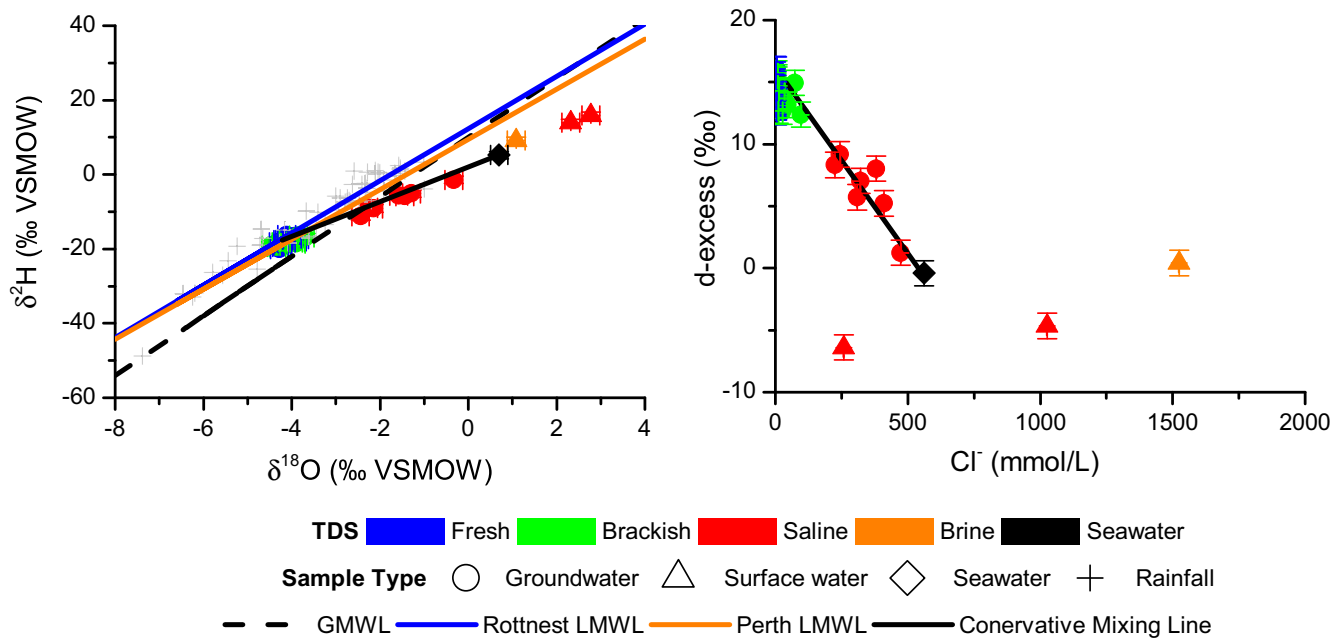 40
20
0
-20
-40
-60
δ²H (‰ VSMOW)
-8 -6 -4 -2 0 2 4
δ¹⁸O (‰ VSMOW)
20
10
0
-10
d-excess (‰)
0 500 1000 1500 2000
Cl⁻ (mmol/L)
TDS Fresh Brackish Saline Brine Seawater
Sample Type Groundwater Surface water Seawater Rainfall
GMWL Rottnest LMWL Perth LMWL Conervative Mixing Line